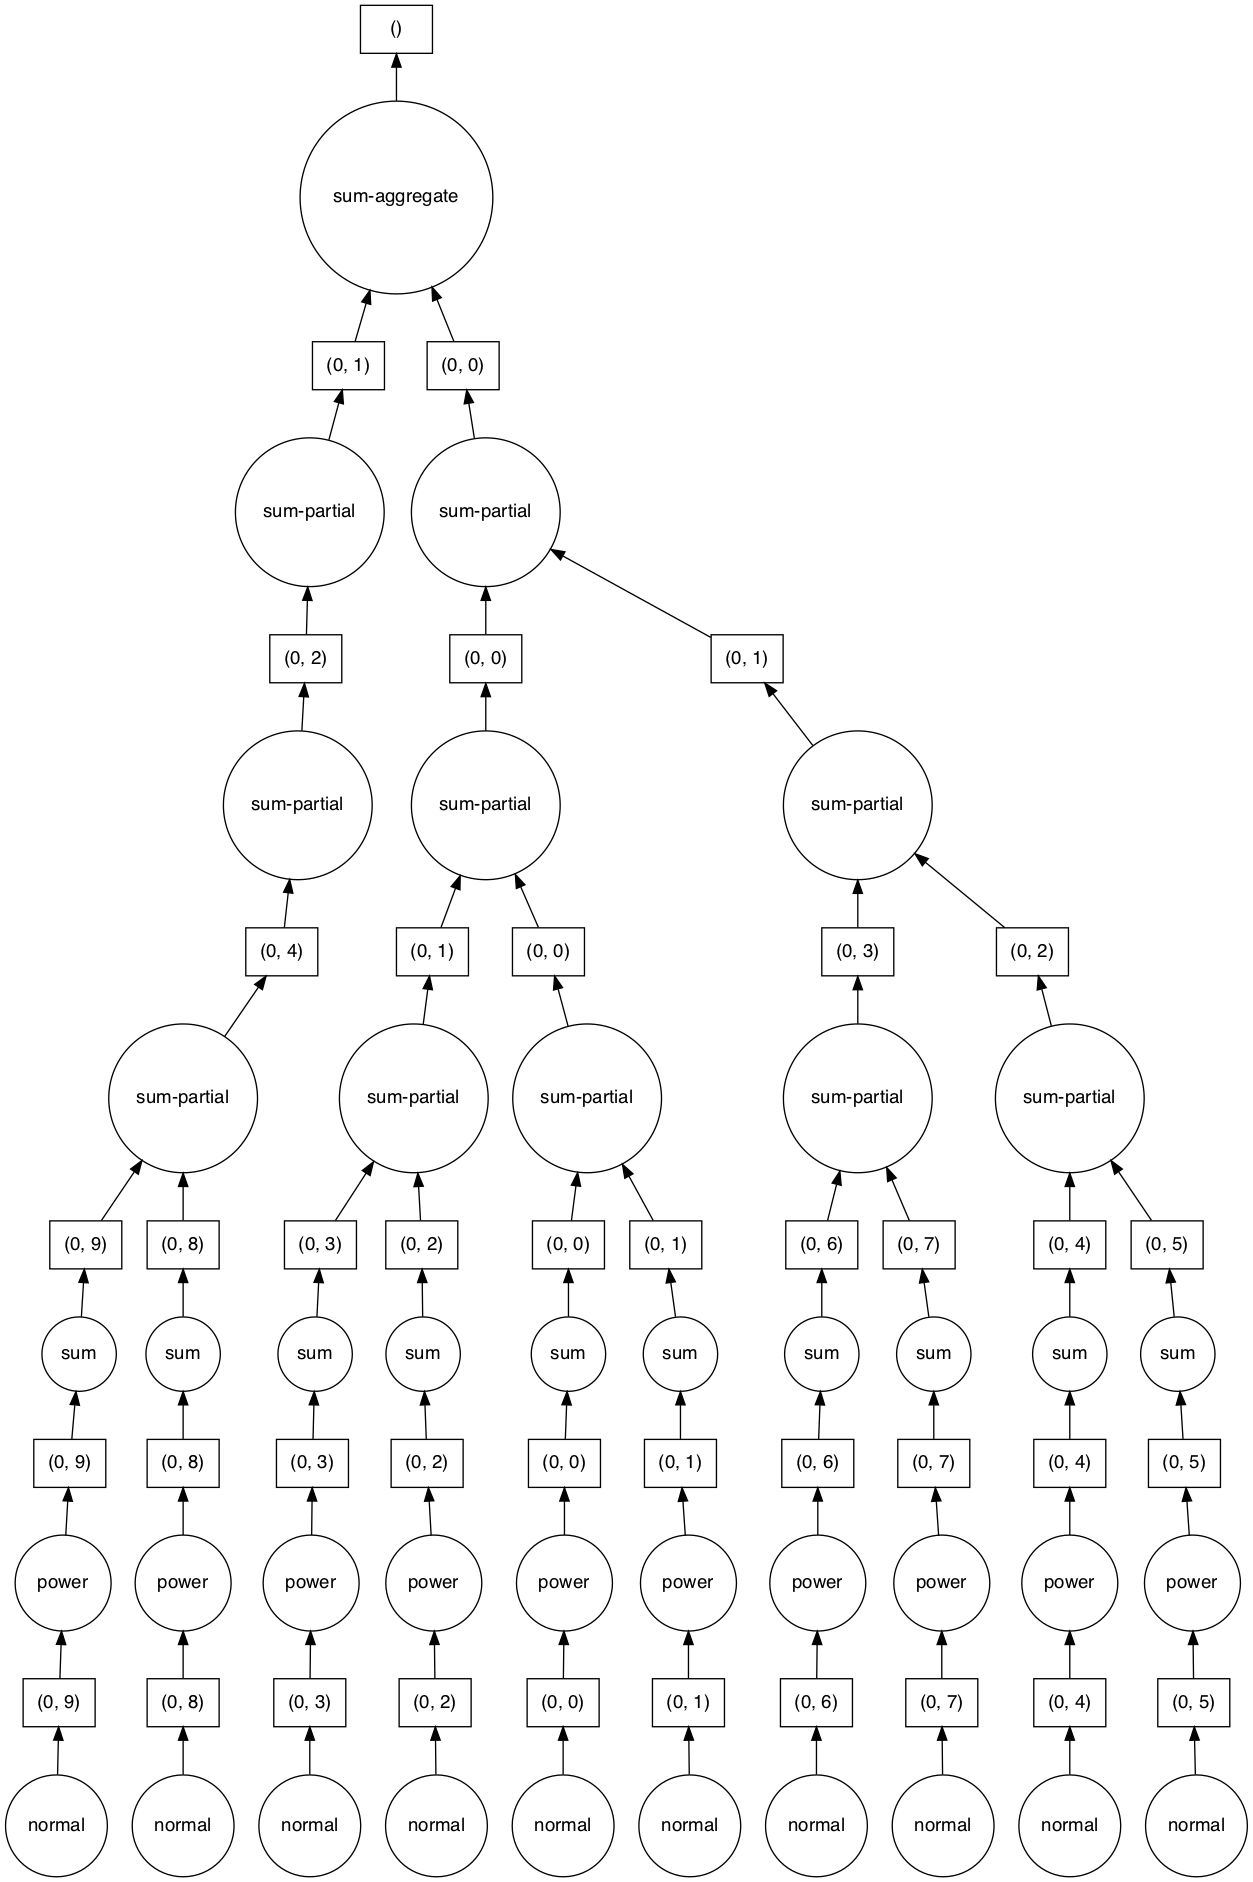 ()
sum-aggregate
(0, 1) (0, 0)
sum-partial sum-partial
(0, 2) (0, 0) (0, 1)
sum-partial sum-partial sum-partial
(0, 4) (0, 1) (0, 0) (0, 3) (0, 2)
sum-partial sum-partial sum-partial sum-partial sum-partial
(0, 9) (0, 8) (0, 3) (0, 2) (0, 0) (0, 1) (0, 6) (0, 7) (0, 4) (0, 5)
sum sum sum sum sum sum sum sum sum sum
(0, 9) (0, 8) (0, 3) (0, 2) (0, 0) (0, 1) (0, 6) (0, 7) (0, 4) (0, 5)
power power power power power power power power power power
(0, 9) (0, 8) (0, 3) (0, 2) (0, 0) (0, 1) (0, 6) (0, 7) (0, 4) (0, 5)
normal normal normal normal normal normal normal normal normal normal